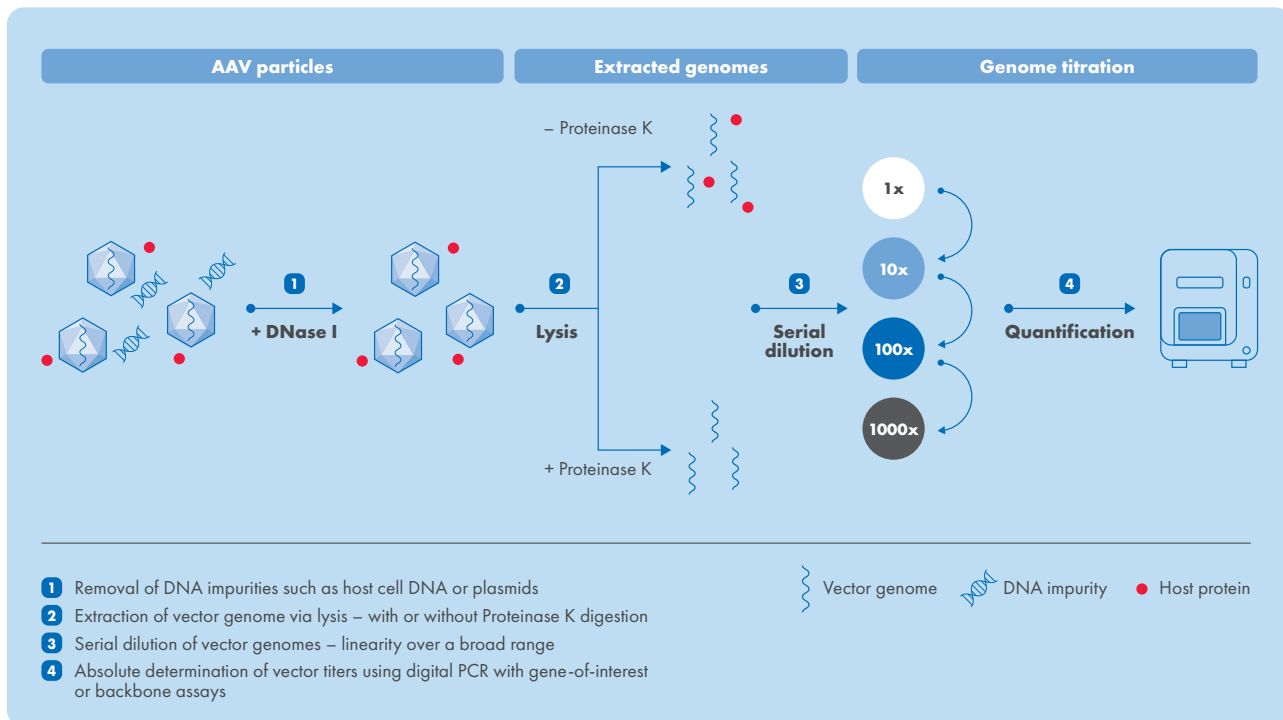 AAV particles
Extracted genomes
Genome titration
– Proteinase K
1
+ DNase I
2
Lysis
+ Proteinase K
3
Serial
dilution
1x
10x
100x
1000x
4
Quantification
1 Removal of DNA impurities such as host cell DNA or plasmids
2 Extraction of vector genome via lysis – with or without Proteinase K digestion
3 Serial dilution of vector genomes – linearity over a broad range
4 Absolute determination of vector titers using digital PCR with gene-of-interest
or backbone assays
Vector genome
DNA impurity
Host protein